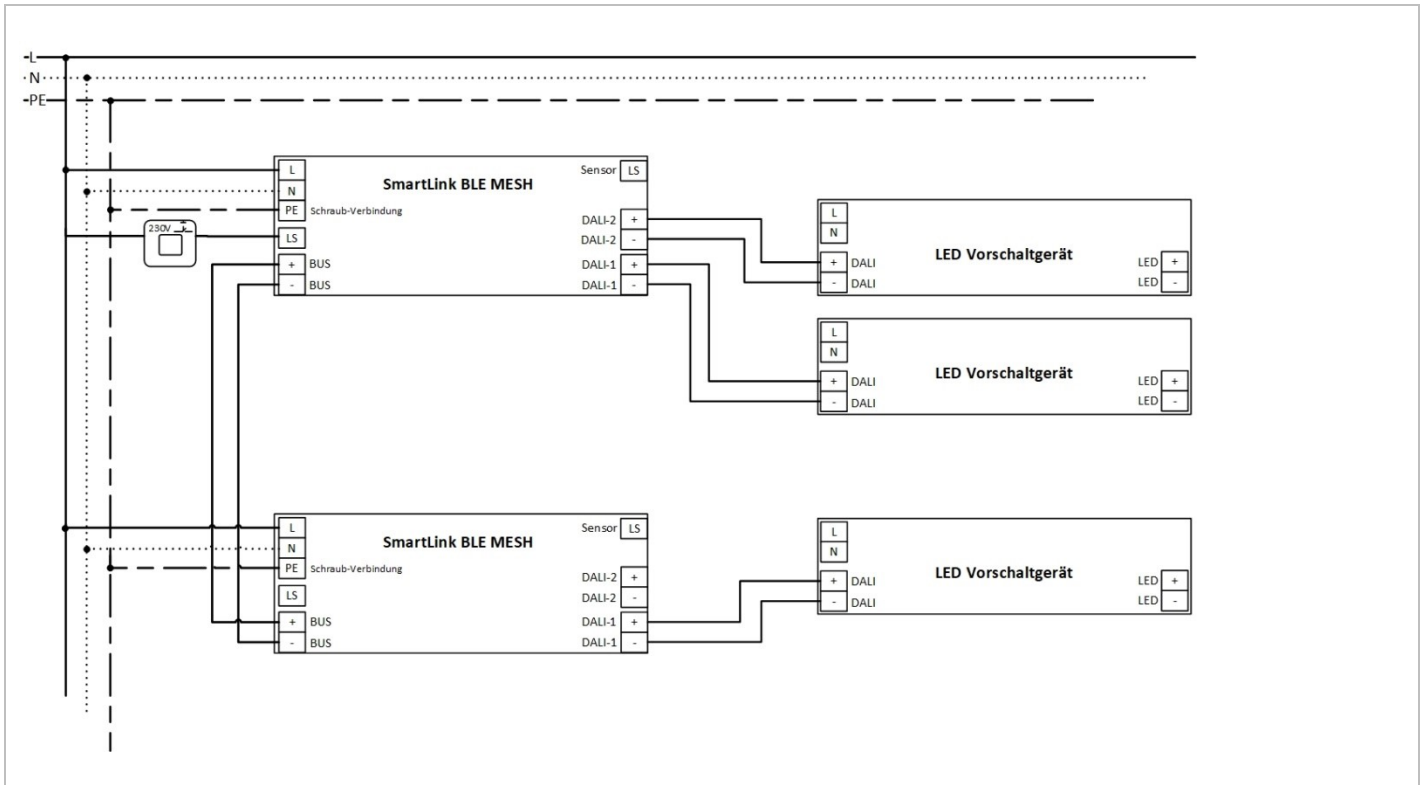 L
N
PE
L
N
PE Schraub-Verbindung
SmartLink BLE MESH
Sensor LS
230V
LS
+ BUS
- BUS
DALI-2 +
DALI-2 -
DALI-1 +
DALI-1 -
L
N
LED Vorschaltgerät
+ DALI
- DALI
LED +
LED -
L
N
LED Vorschaltgerät
+ DALI
- DALI
LED +
LED -
L
N
PE Schraub-Verbindung
SmartLink BLE MESH
Sensor LS
LS
+ BUS
- BUS
DALI-2 +
DALI-2 -
DALI-1 +
DALI-1 -
L
N
LED Vorschaltgerät
+ DALI
- DALI
LED +
LED -